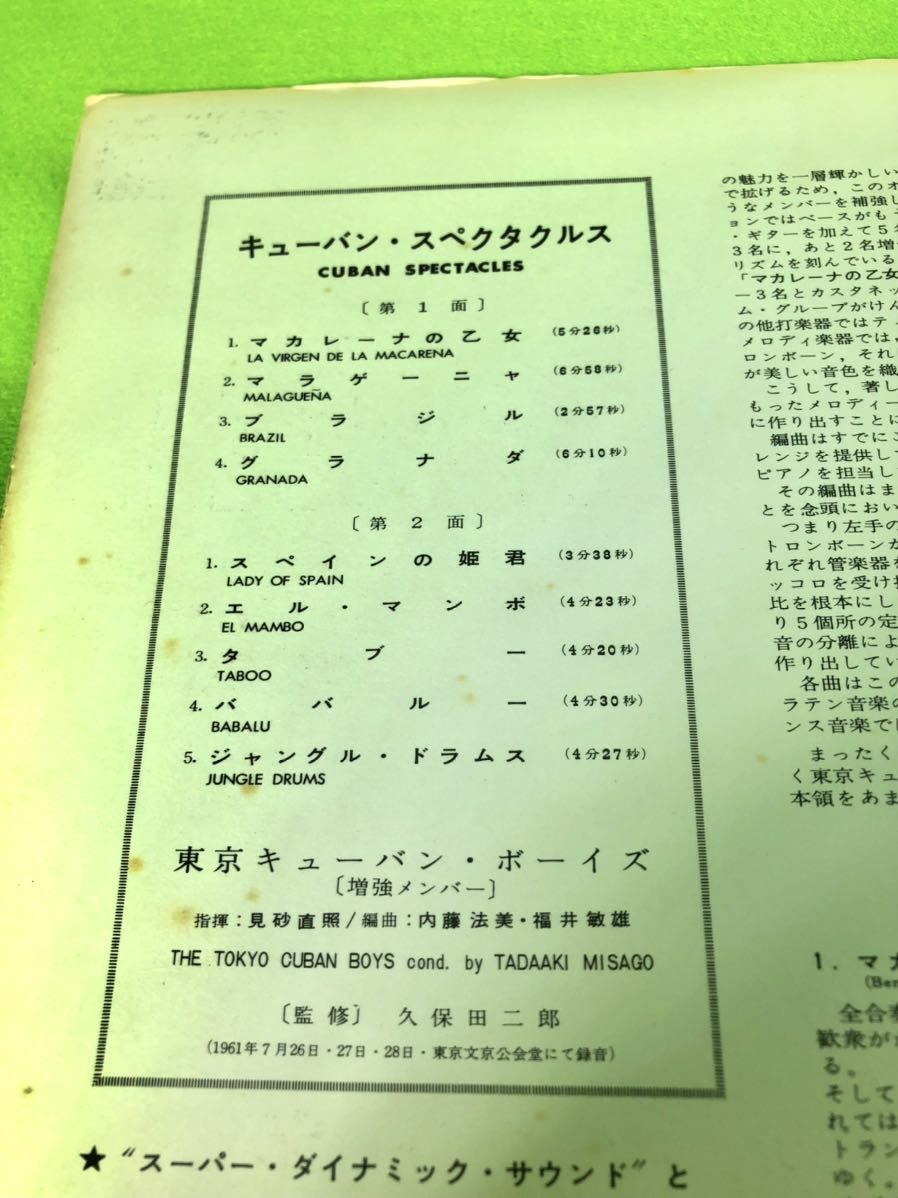 キューバン・スペクタクルス
CUBAN SPECTACLES
〔第1面〕
1. マカレーナの乙女 (5分26秒)
LA VIRGEN DE LA MACARENA
2. マラゲーニャ (6分58秒)
MALAGUEÑA
3. ブラジル (2分57秒)
BRAZIL
4. グラナダ (6分10秒)
GRANADA
〔第2面〕
1. スペインの姫君 (3分38秒)
LADY OF SPAIN
2. エル・マンボ (4分23秒)
EL MAMBO
3. タブー (4分20秒)
TABOO
4. ババルー (4分30秒)
BABALU
5. ジャングル・ドラムス (4分27秒)
JUNGLE DRUMS
東京キューバン・ボーイズ
〔増強メンバー〕
指揮：見砂直照/編曲：内藤法美・福井敏雄
THE TOKYO CUBAN BOYS cond. by TADAAKI MISAGO
〔監修〕 久保田二郎
(1961年7月26日・27日・28日・東京文京公会堂にて録音)
★“スーパー・ダイナミック・サウンド”と
の魅力を一層輝かしい
で拡げるため，このオ
うなメンバーを補強し
ョンではベースがも
・ギターを加えて5名
3名に，あと2名増
リズムを刻んでいる
「マカレーナの乙女
ー3名とカスタネッ
ム・グループがけん
の他打楽器ではティ
メロディ楽器では，
ロンボーン，それ
が美しい音色を織
こうして，著し
もったメロディー
に作り出すことに
編曲はすでにこ
レンジを提供して
ピアノを担当し
その編曲はま
とを念頭におい
つまり左手の
トロンボーンが
れぞれ管楽器を
ッコロを受け持
比を根本にし
り5個所の定
音の分離によ
作り出してい
各曲はこの
ラテン音楽の
ンス音楽では
まったく
く東京キュ
本領をあま
1. マカ
(Ber
全合奏
歓衆が
る。
そして
れては
トラン
ゆく。